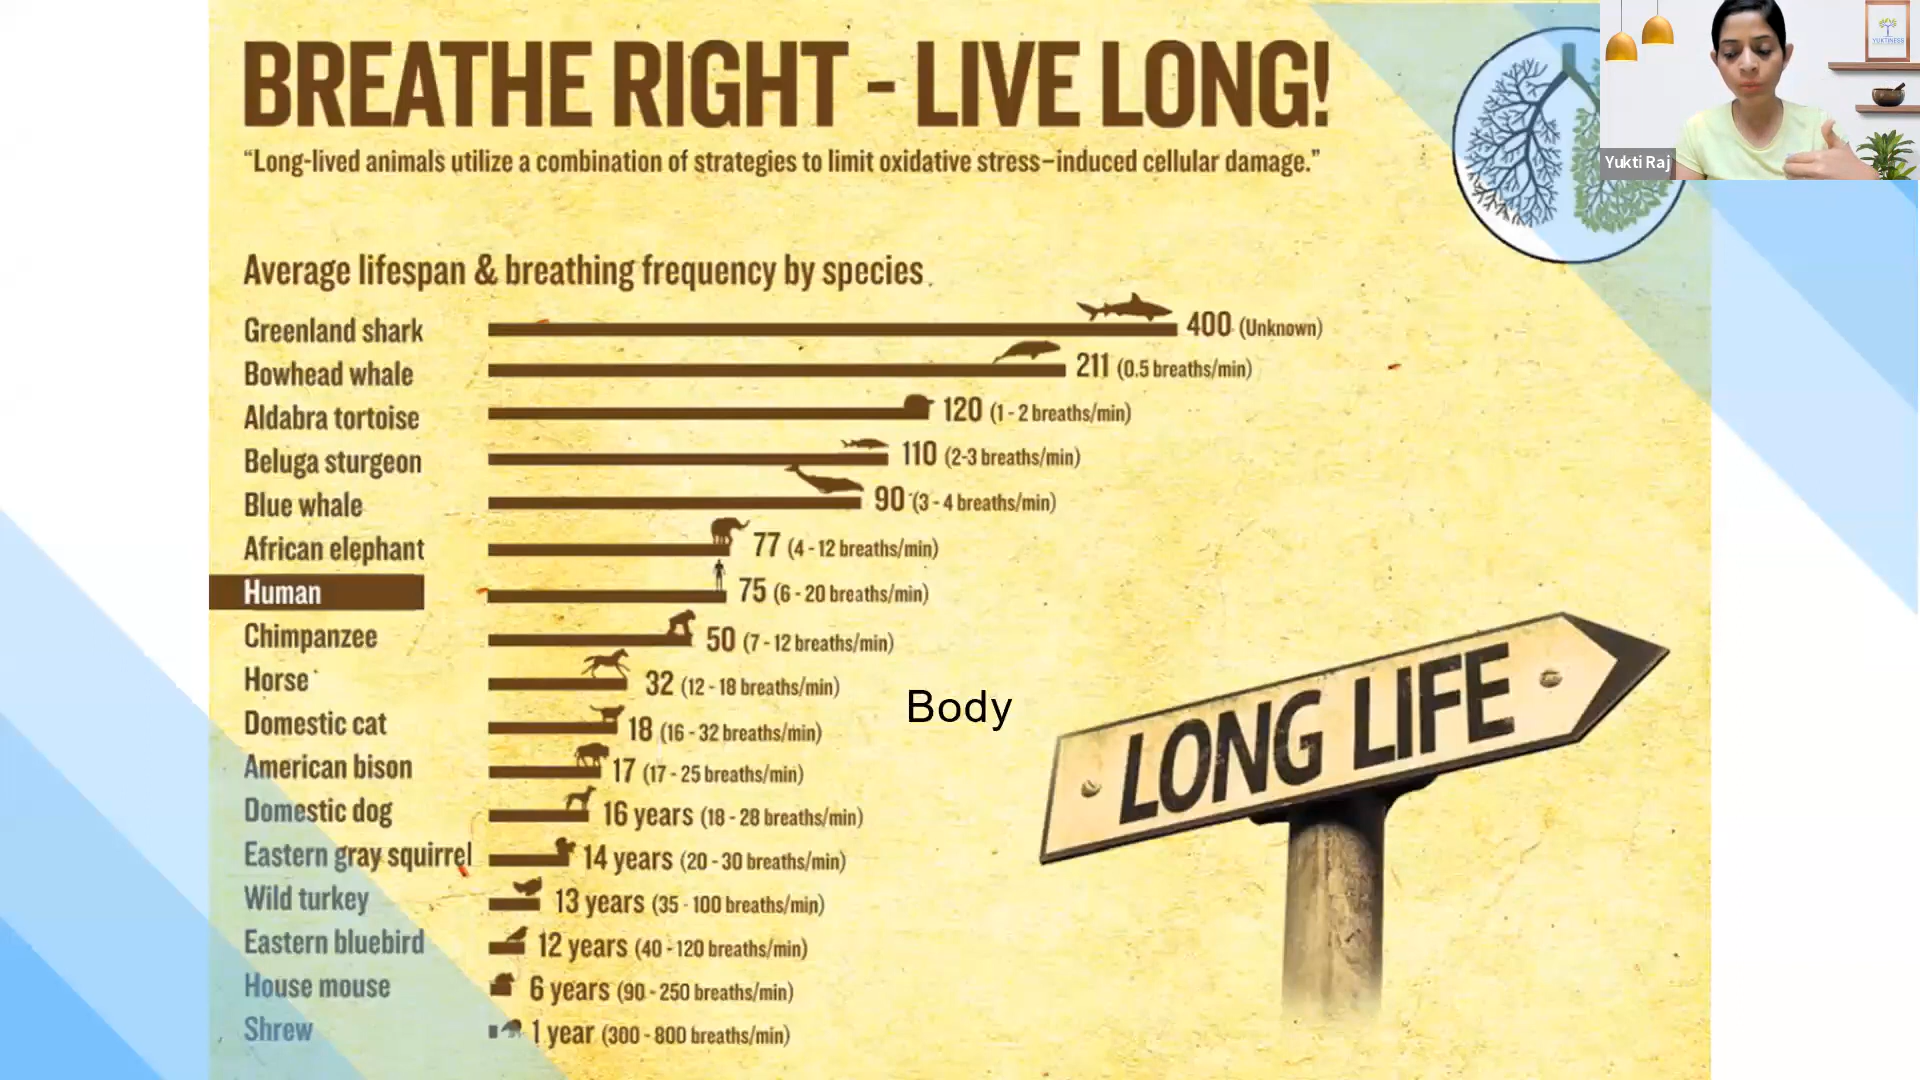 BREATHE RIGHT - LIVE LONG!
“Long-lived animals utilize a combination of strategies to limit oxidative stress–induced cellular damage.”
Yukti Raj
YUKTINESS
Average lifespan & breathing frequency by species
Greenland shark 400 (Unknown)
Bowhead whale 211 (0.5 breaths/min)
Aldabra tortoise 120 (1 - 2 breaths/min)
Beluga sturgeon 110 (2-3 breaths/min)
Blue whale 90 (3 - 4 breaths/min)
African elephant 77 (4 - 12 breaths/min)
Human 75 (6 - 20 breaths/min)
Chimpanzee 50 (7 - 12 breaths/min)
Horse 32 (12 - 18 breaths/min)
Domestic cat 18 (16 - 32 breaths/min)
American bison 17 (17 - 25 breaths/min)
Domestic dog 16 years (18 - 28 breaths/min)
Eastern gray squirrel 14 years (20 - 30 breaths/min)
Wild turkey 13 years (35 - 100 breaths/min)
Eastern bluebird 12 years (40 - 120 breaths/min)
House mouse 6 years (90 - 250 breaths/min)
Shrew 1 year (300 - 800 breaths/min)
Body
LONG LIFE